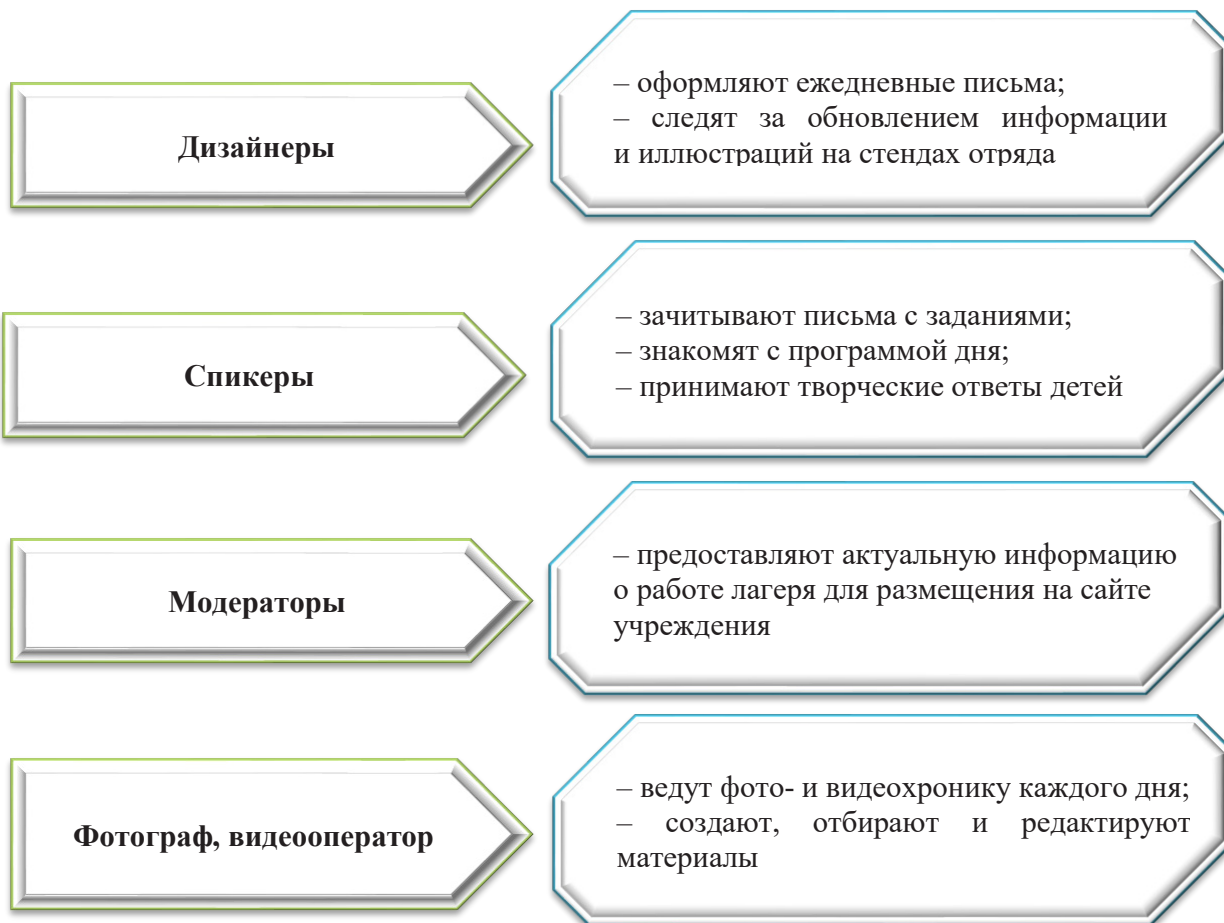 Дизайнеры
– оформляют ежедневные письма;
– следят за обновлением информации
и иллюстраций на стендах отряда
Спикеры
– зачитывают письма с заданиями;
– знакомят с программой дня;
– принимают творческие ответы детей
Модераторы
– предоставляют актуальную информацию
о работе лагеря для размещения на сайте
учреждения
Фотограф, видеооператор
– ведут фото- и видеохронику каждого дня;
– создают, отбирают и редактируют
материалы